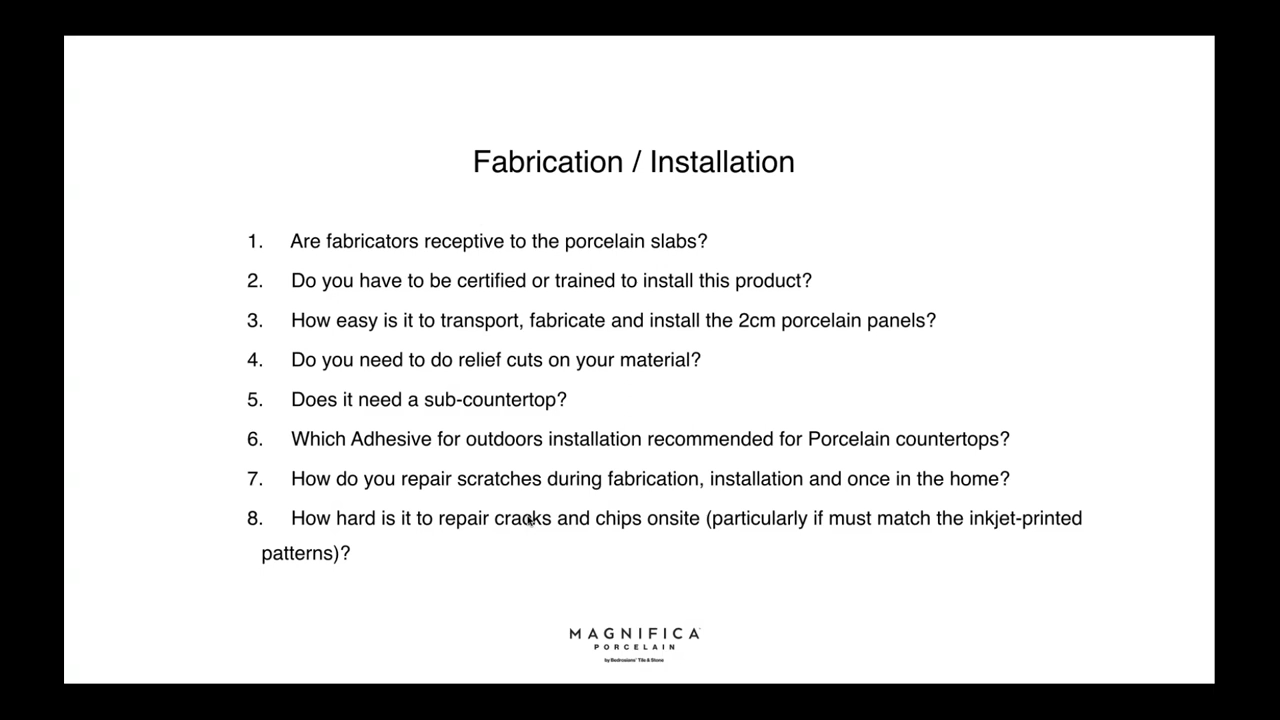 Fabrication / Installation
1. Are fabricators receptive to the porcelain slabs?
2. Do you have to be certified or trained to install this product?
3. How easy is it to transport, fabricate and install the 2cm porcelain panels?
4. Do you need to do relief cuts on your material?
5. Does it need a sub-countertop?
6. Which Adhesive for outdoors installation recommended for Porcelain countertops?
7. How do you repair scratches during fabrication, installation and once in the home?
8. How hard is it to repair cracks and chips onsite (particularly if must match the inkjet-printed
patterns)?
MAGNIFICA
PORCELAIN
by Bedrosians® Tile & Stone